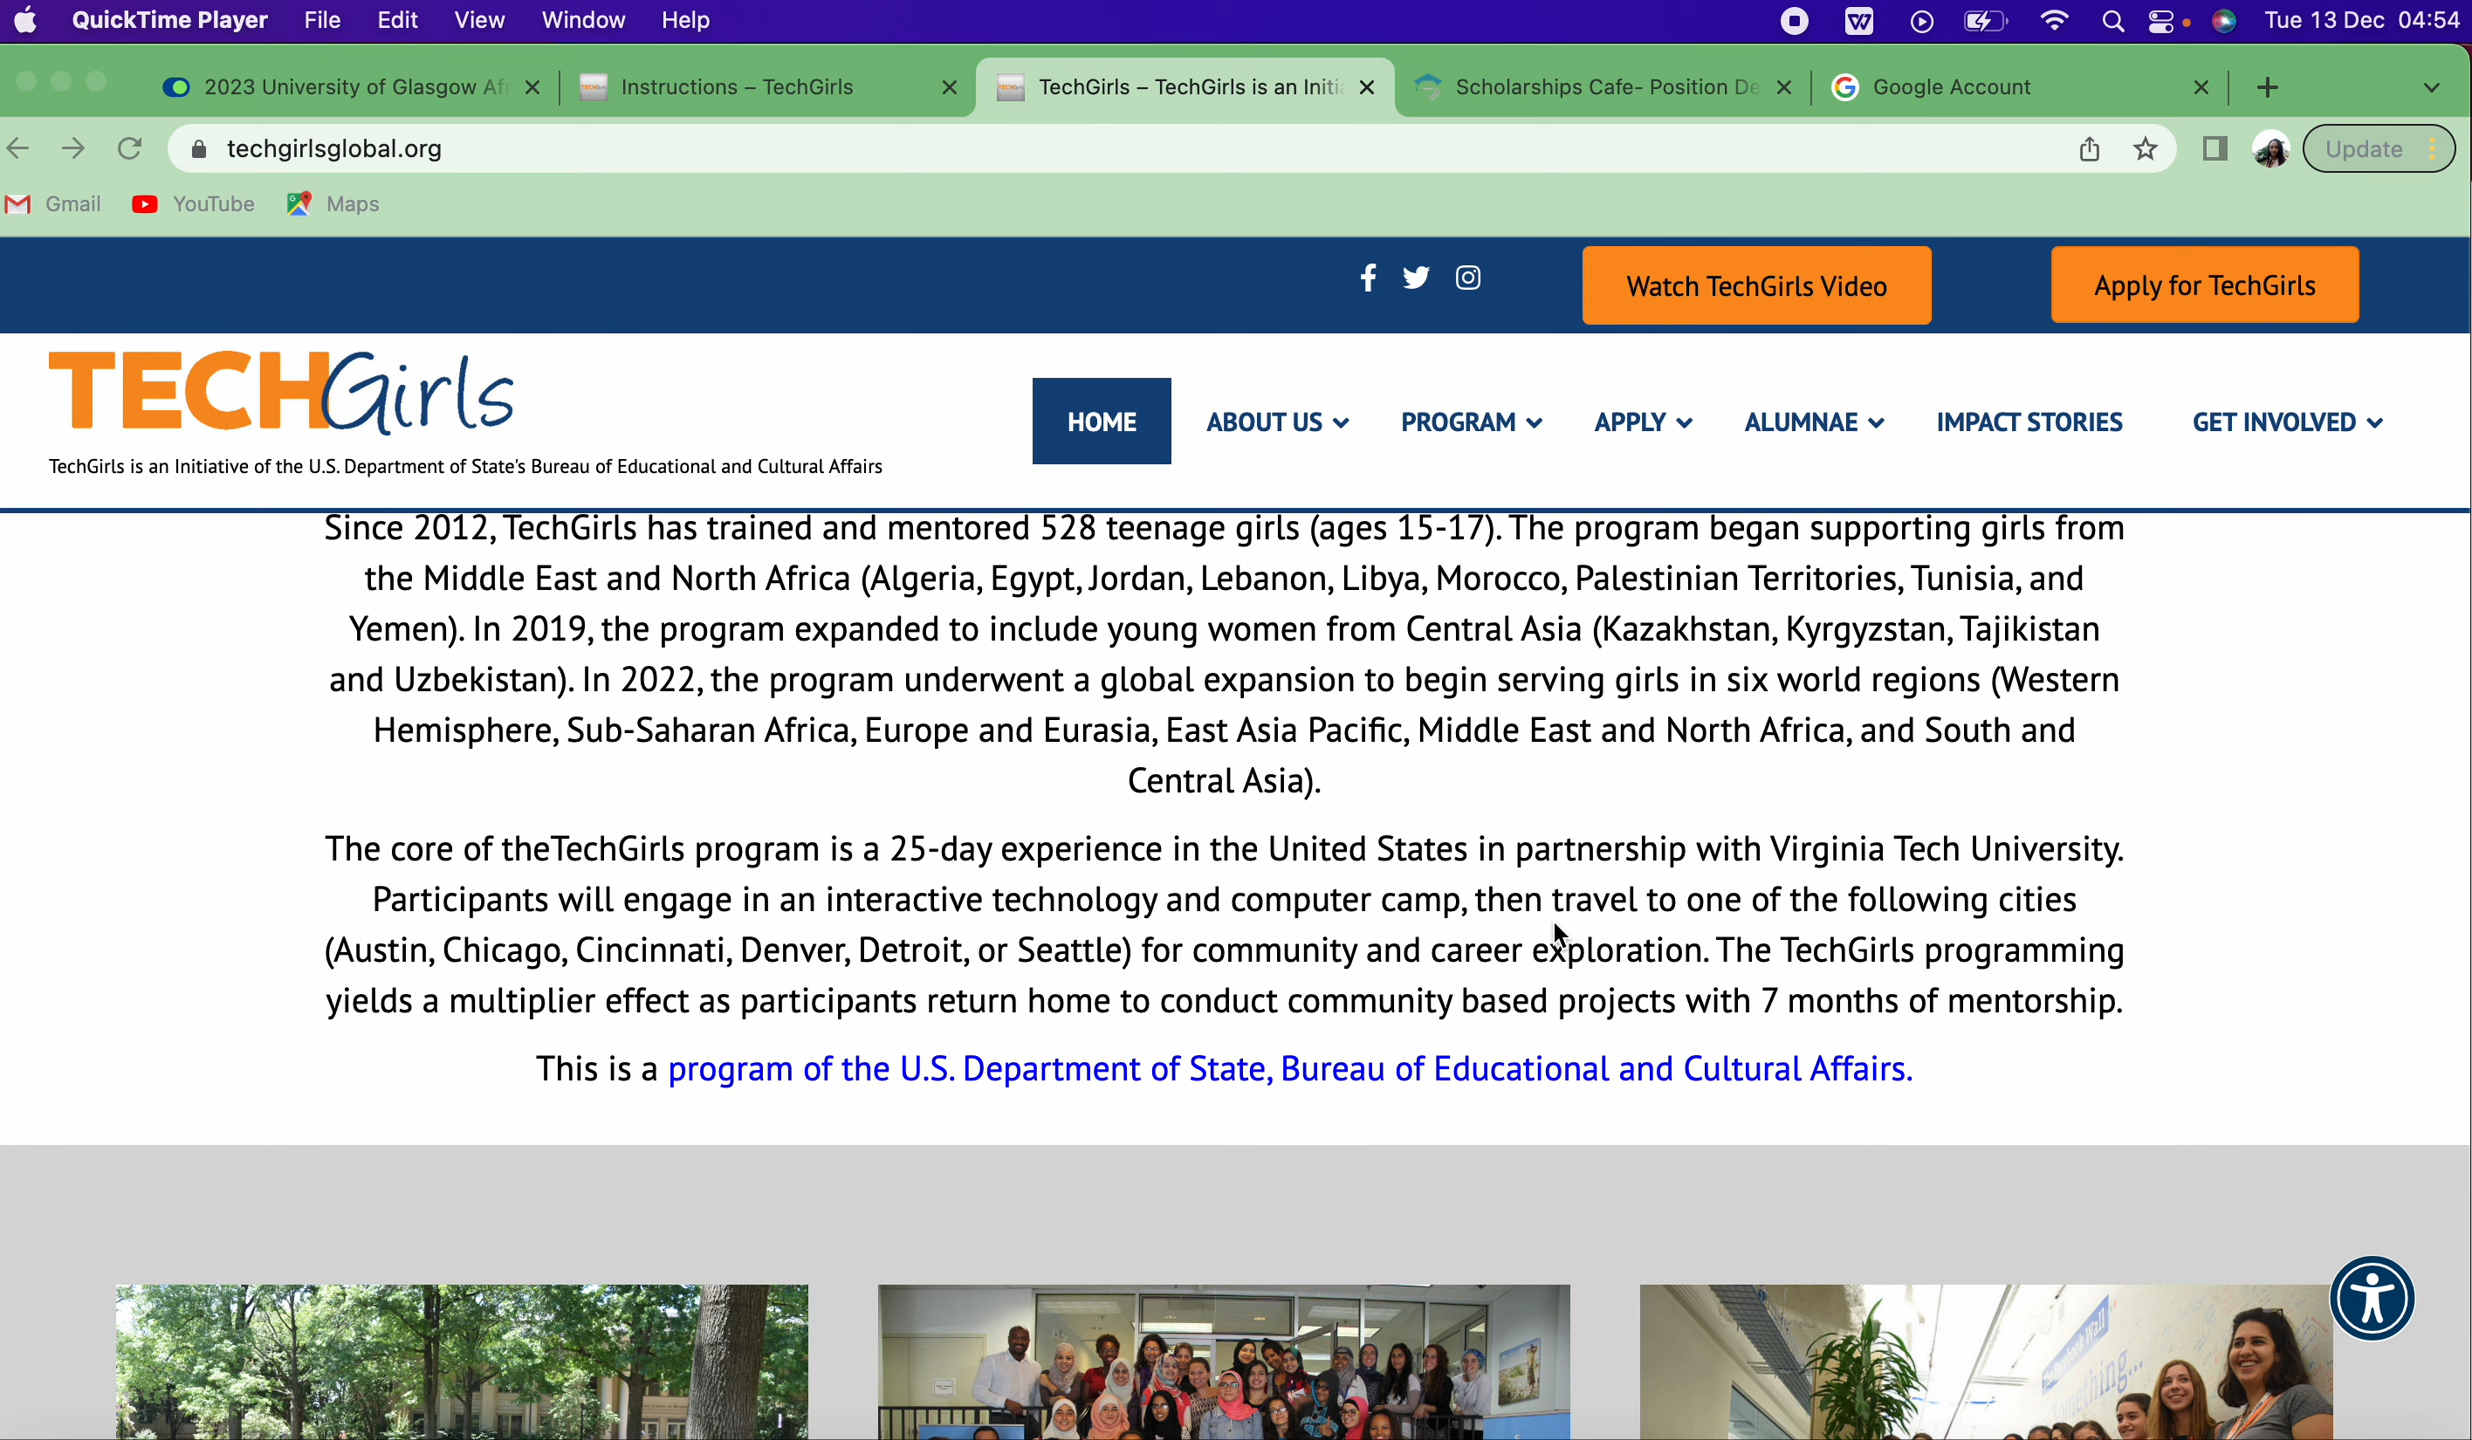 QuickTime Player File Edit View Window Help Tue 13 Dec 04:54
2023 University of Glasgow Afr Instructions – TechGirls TechGirls – TechGirls is an Initia Scholarships Cafe- Position De Google Account
techgirlsglobal.org Update
Gmail YouTube Maps
Watch TechGirls Video Apply for TechGirls
TECHGirls
HOME ABOUT US PROGRAM APPLY ALUMNAE IMPACT STORIES GET INVOLVED
TechGirls is an Initiative of the U.S. Department of State's Bureau of Educational and Cultural Affairs
Since 2012, TechGirls has trained and mentored 528 teenage girls (ages 15-17). The program began supporting girls from
the Middle East and North Africa (Algeria, Egypt, Jordan, Lebanon, Libya, Morocco, Palestinian Territories, Tunisia, and
Yemen). In 2019, the program expanded to include young women from Central Asia (Kazakhstan, Kyrgyzstan, Tajikistan
and Uzbekistan). In 2022, the program underwent a global expansion to begin serving girls in six world regions (Western
Hemisphere, Sub-Saharan Africa, Europe and Eurasia, East Asia Pacific, Middle East and North Africa, and South and
Central Asia).
The core of theTechGirls program is a 25-day experience in the United States in partnership with Virginia Tech University.
Participants will engage in an interactive technology and computer camp, then travel to one of the following cities
(Austin, Chicago, Cincinnati, Denver, Detroit, or Seattle) for community and career exploration. The TechGirls programming
yields a multiplier effect as participants return home to conduct community based projects with 7 months of mentorship.
This is a program of the U.S. Department of State, Bureau of Educational and Cultural Affairs.
something...